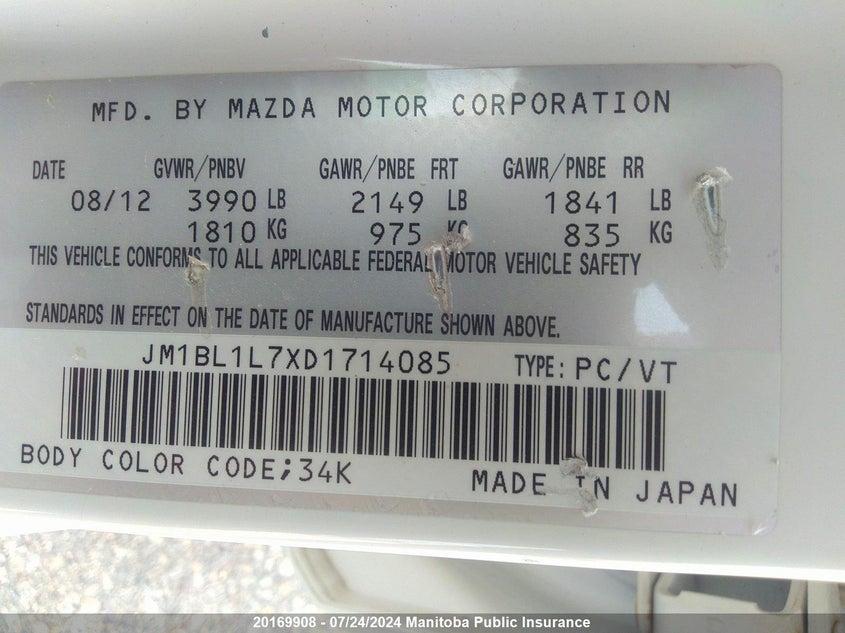 MFD. BY MAZDA MOTOR CORPORATION
DATE GVWR/PNBV GAWR/PNBE FRT GAWR/PNBE RR
08/12 3990 LB 2149 LB 1841 LB
1810 KG 975 KG 835 KG
THIS VEHICLE CONFORMS TO ALL APPLICABLE FEDERAL MOTOR VEHICLE SAFETY
STANDARDS IN EFFECT ON THE DATE OF MANUFACTURE SHOWN ABOVE.
JM1BL1L7XD1714085 TYPE: PC/VT
BODY COLOR CODE;34K MADE IN JAPAN
20169908 - 07/24/2024 Manitoba Public Insurance